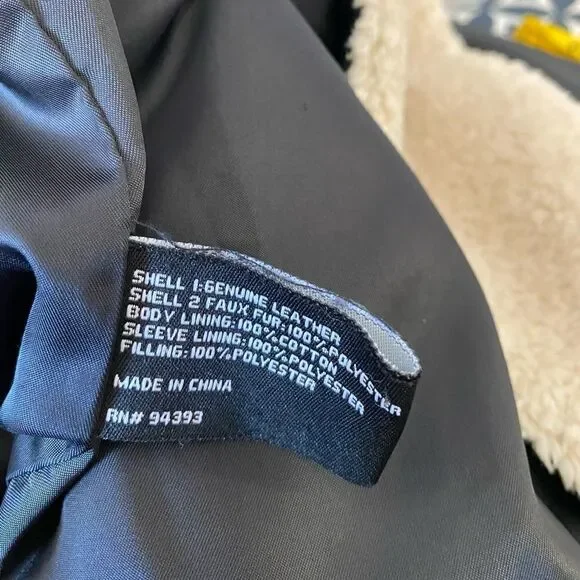 SHELL 1:GENUINE LEATHER
SHELL 2 FAUX FUR:100%POLYESTER
BODY LINING:100%COTTON
SLEEVE LINING:100%POLYESTER
FILLING:100%POLYESTER
MADE IN CHINA
RN# 94393